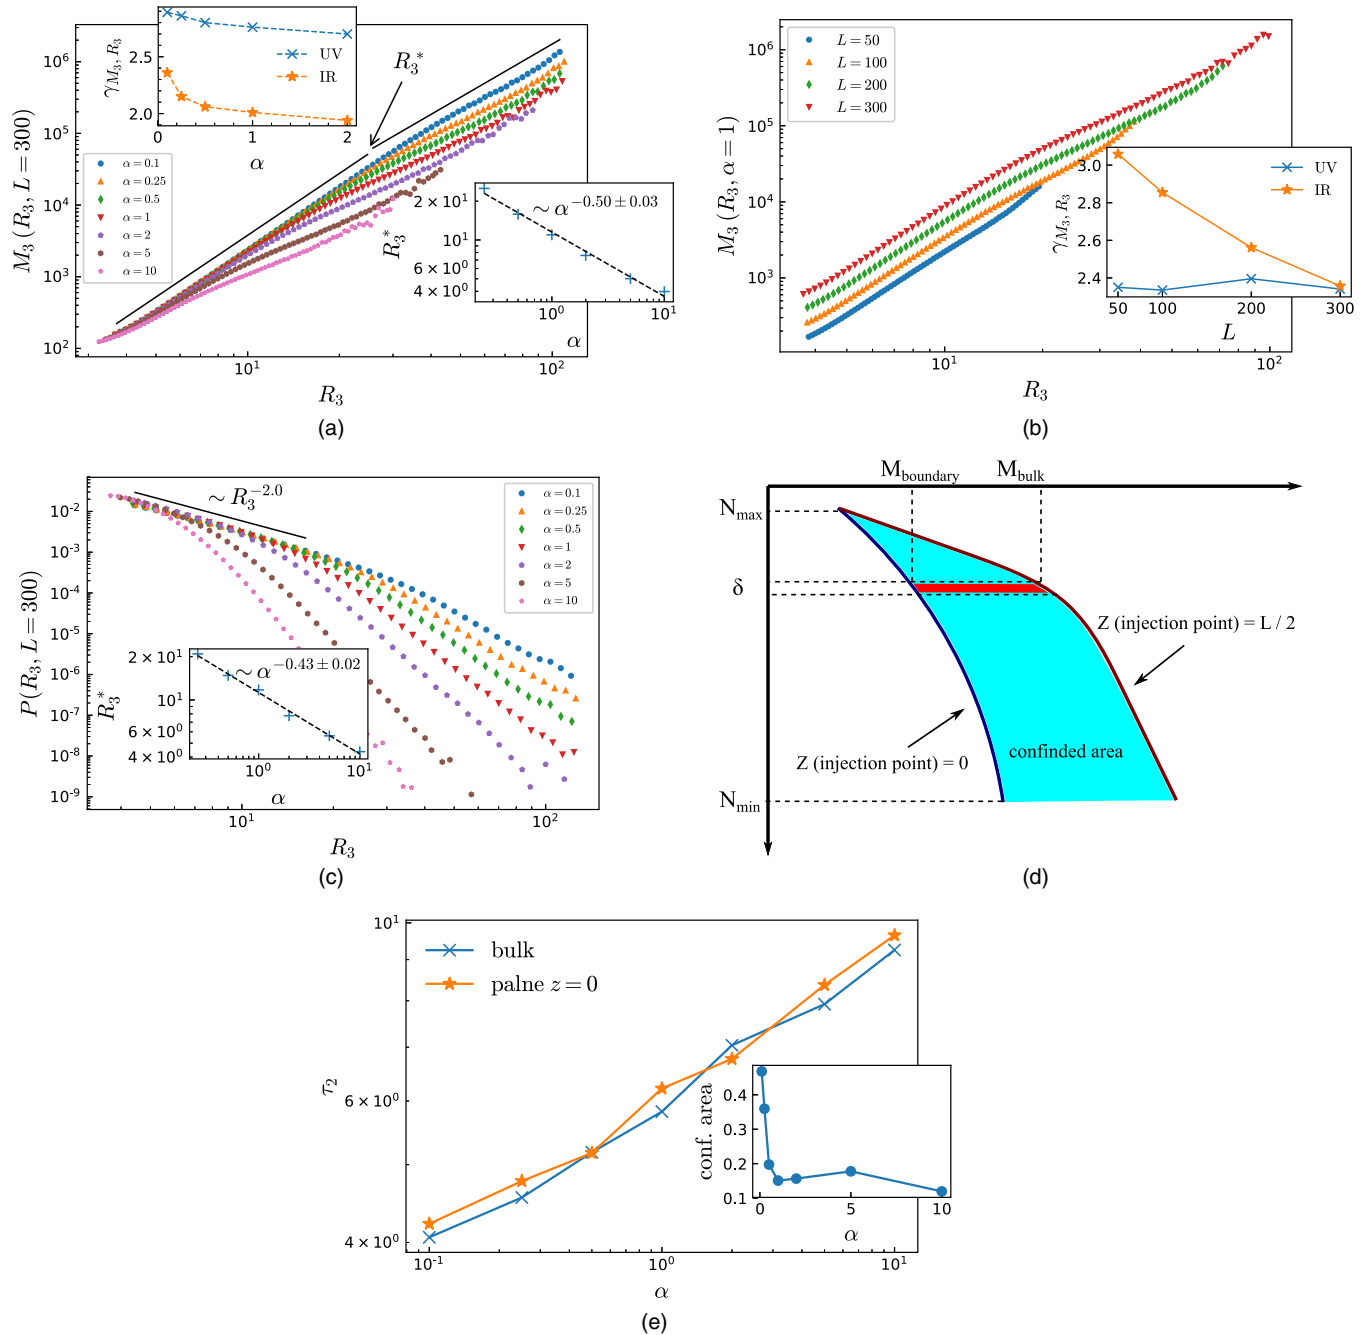 10^6
10^5
10^4
10^3
10^2
M_3 (R_3, L = 300)
10^1
10^2
R_3
γ_{M_3, R_3}
2.5
2.0
0
1
2
α
UV
IR
R_3^*
α = 0.1
α = 0.25
α = 0.5
α = 1
α = 2
α = 5
α = 10
R_3^*
2 × 10^1
10^1
6 × 10^0
4 × 10^0
~ α^{−0.50 ± 0.03}
10^0
10^1
α
(a)
L = 50
L = 100
L = 200
L = 300
10^6
10^5
10^4
10^3
M_3 (R_3, α = 1)
10^1
10^2
R_3
γ_{M_3, R_3}
3.0
2.8
2.6
2.4
50
100
200
300
L
UV
IR
(b)
10^{-2}
10^{-3}
10^{-4}
10^{-5}
10^{-6}
10^{-7}
10^{-8}
10^{-9}
P(R_3, L = 300)
~ R_3^{−2.0}
α = 0.1
α = 0.25
α = 0.5
α = 1
α = 2
α = 5
α = 10
R_3^*
2 × 10^1
10^1
6 × 10^0
4 × 10^0
~ α^{−0.43 ± 0.02}
10^0
10^1
α
10^1
10^2
R_3
(c)
M_boundary
M_bulk
N_max
δ
Z (injection point) = L / 2
Z (injection point) = 0
confinded area
N_min
(d)
10^1
6 × 10^0
4 × 10^0
τ_2
bulk
palne z = 0
conf. area
0.4
0.3
0.2
0.1
0
5
10
α
10^{-1}
10^0
10^1
α
(e)